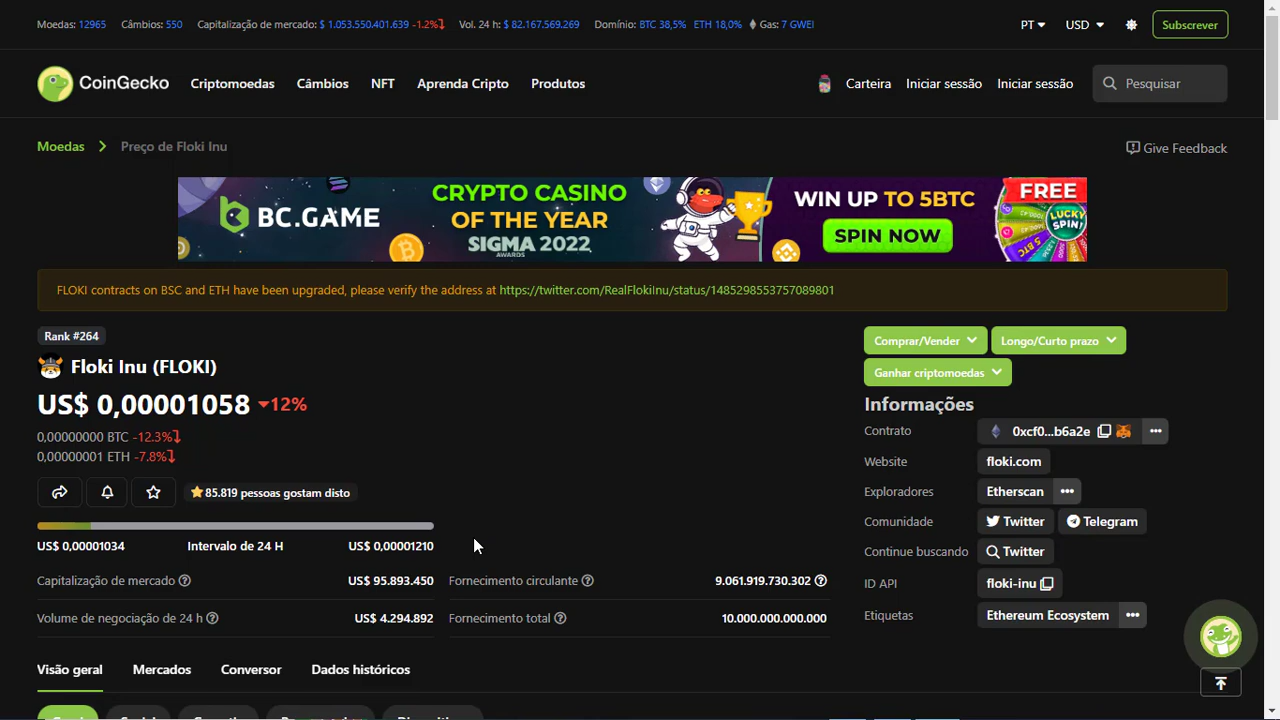 Moedas: 12965 Câmbios: 550 Capitalização de mercado: $ 1.053.550.401.639 -1.2% Vol. 24 h: $ 82.167.569.269 Domínio: BTC 38,5% ETH 18,0% Gas: 7 GWEI PT USD Subscrever
CoinGecko Criptomoedas Câmbios NFT Aprenda Cripto Produtos Carteira Iniciar sessão Iniciar sessão Pesquisar
Moedas Preço de Floki Inu Give Feedback
BC.GAME
CRYPTO CASINO
OF THE YEAR
SIGMA 2022
AWARDS
WIN UP TO 5BTC
SPIN NOW
FREE
LUCKY
SPIN!
FLOKI contracts on BSC and ETH have been upgraded, please verify the address at https://twitter.com/RealFlokiInu/status/1485298553757089801
Rank #264
Floki Inu (FLOKI)
US$ 0,00001058 12%
0,00000000 BTC -12.3%
0,00000001 ETH -7.8%
85.819 pessoas gostam disto
US$ 0,00001034 Intervalo de 24 H US$ 0,00001210
Capitalização de mercado US$ 95.893.450 Fornecimento circulante 9.061.919.730.302
Volume de negociação de 24 h US$ 4.294.892 Fornecimento total 10.000.000.000.000
Comprar/Vender Longo/Curto prazo
Ganhar criptomoedas
Informações
Contrato 0xcf0...b6a2e
Website floki.com
Exploradores Etherscan
Comunidade Twitter Telegram
Continue buscando Twitter
ID API floki-inu
Etiquetas Ethereum Ecosystem
Visão geral Mercados Conversor Dados históricos